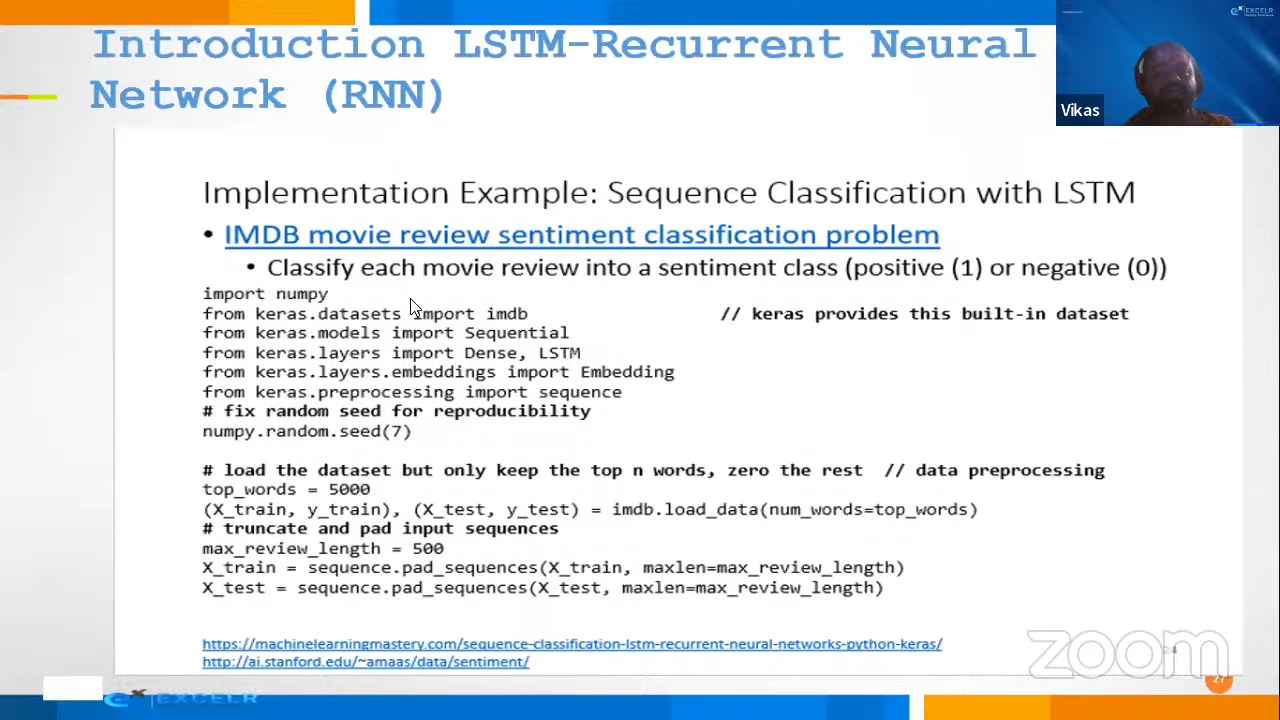 Introduction LSTM-Recurrent Neural
Network (RNN)
EXCELR
Vikas
Implementation Example: Sequence Classification with LSTM
• IMDB movie review sentiment classification problem
• Classify each movie review into a sentiment class (positive (1) or negative (0))
import numpy
from keras.datasets import imdb // keras provides this built-in dataset
from keras.models import Sequential
from keras.layers import Dense, LSTM
from keras.layers.embeddings import Embedding
from keras.preprocessing import sequence
# fix random seed for reproducibility
numpy.random.seed(7)
# load the dataset but only keep the top n words, zero the rest // data preprocessing
top_words = 5000
(X_train, y_train), (X_test, y_test) = imdb.load_data(num_words=top_words)
# truncate and pad input sequences
max_review_length = 500
X_train = sequence.pad_sequences(X_train, maxlen=max_review_length)
X_test = sequence.pad_sequences(X_test, maxlen=max_review_length)
https://machinelearningmastery.com/sequence-classification-lstm-recurrent-neural-networks-python-keras/
http://ai.stanford.edu/~amaas/data/sentiment/
24
zoom
27
EXCELR